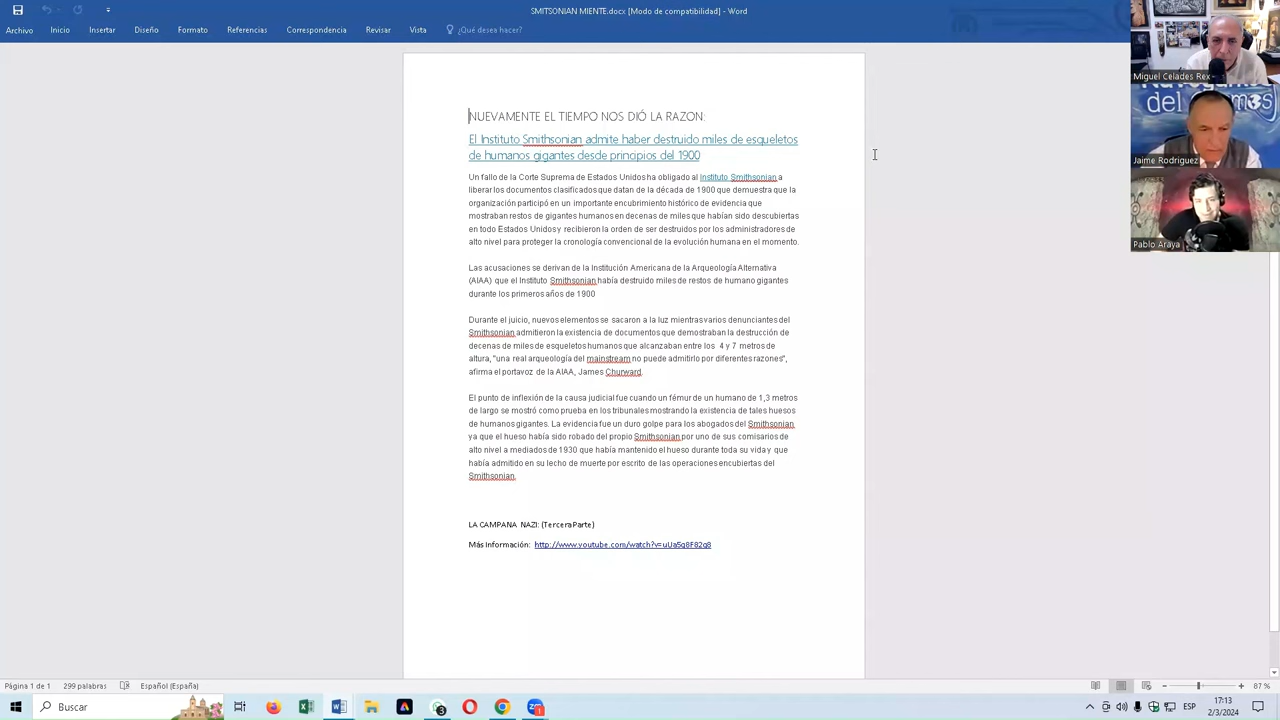 SMITSONIAN MIENTE.docx [Modo de compatibilidad] - Word
Archivo Inicio Insertar Diseño Formato Referencias Correspondencia Revisar Vista ¿Qué desea hacer?
NUEVAMENTE EL TIEMPO NOS DIÓ LA RAZON:
El Instituto Smithsonian admite haber destruido miles de esqueletos
de humanos gigantes desde principios del 1900
Un fallo de la Corte Suprema de Estados Unidos ha obligado al Instituto Smithsonian a
liberar los documentos clasificados que datan de la década de 1900 que demuestra que la
organización participó en un importante encubrimiento histórico de evidencia que
mostraban restos de gigantes humanos en decenas de miles que habían sido descubiertas
en todo Estados Unidos y recibieron la orden de ser destruidos por los administradores de
alto nivel para proteger la cronología convencional de la evolución humana en el momento.
Las acusaciones se derivan de la Institución Americana de la Arqueología Alternativa
(AIAA) que el Instituto Smithsonian había destruido miles de restos de humano gigantes
durante los primeros años de 1900
Durante el juicio, nuevos elementos se sacaron a la luz mientras varios denunciantes del
Smithsonian admitieron la existencia de documentos que demostraban la destrucción de
decenas de miles de esqueletos humanos que alcanzaban entre los 4 y 7 metros de
altura, "una real arqueología del mainstream no puede admitirlo por diferentes razones",
afirma el portavoz de la AIAA, James Churward.
El punto de inflexión de la causa judicial fue cuando un fémur de un humano de 1,3 metros
de largo se mostró como prueba en los tribunales mostrando la existencia de tales huesos
de humanos gigantes. La evidencia fue un duro golpe para los abogados del Smithsonian
ya que el hueso había sido robado del propio Smithsonian por uno de sus comisarios de
alto nivel a mediados de 1930 que había mantenido el hueso durante toda su vida y que
había admitido en su lecho de muerte por escrito de las operaciones encubiertas del
Smithsonian.
LA CAMPANA NAZI: (Tercera Parte)
Más Información: http://www.youtube.com/watch?v=uUa5q8F82q8
Miguel Celades Rex
del
Jaime Rodriguez
Pablo Araya
Página 1 de 1 299 palabras Español (España) 87 %
Buscar
ESP
17:13
2/3/2024